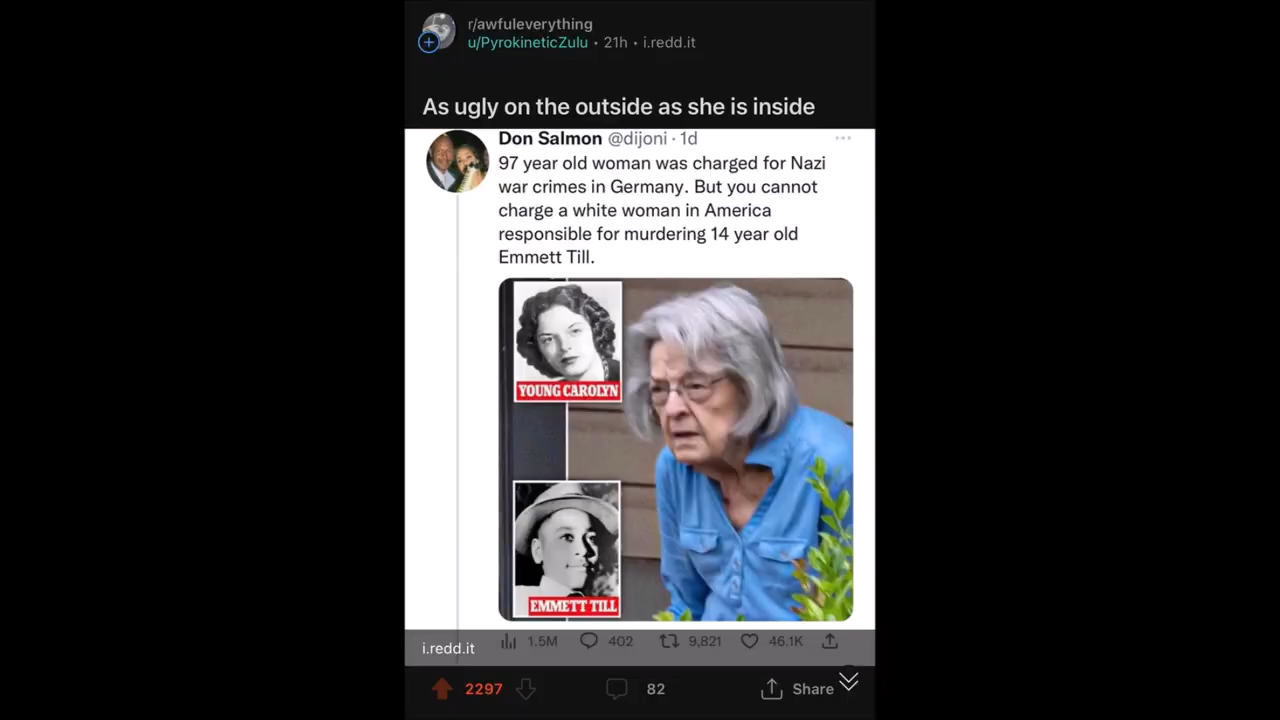 r/awfuleverything
u/PyrokineticZulu • 21h • i.redd.it
As ugly on the outside as she is inside
Don Salmon @dijoni · 1d
97 year old woman was charged for Nazi
war crimes in Germany. But you cannot
charge a white woman in America
responsible for murdering 14 year old
Emmett Till.
YOUNG CAROLYN
EMMETT TILL
1.5M 402 9,821 46.1K
i.redd.it
2297 82 Share